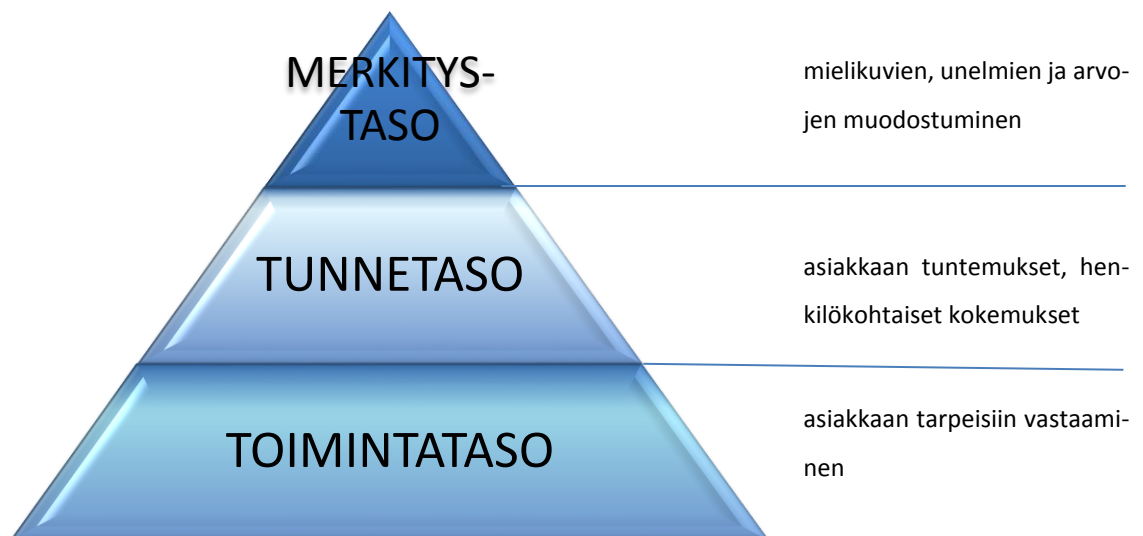 MERKITYS-
TASO
mielikuvien, unelmien ja arvo-
jen muodostuminen
TUNNETASO
asiakkaan tuntemukset, hen-
kilökohtaiset kokemukset
TOIMINTATASO
asiakkaan tarpeisiin vastaami-
nen